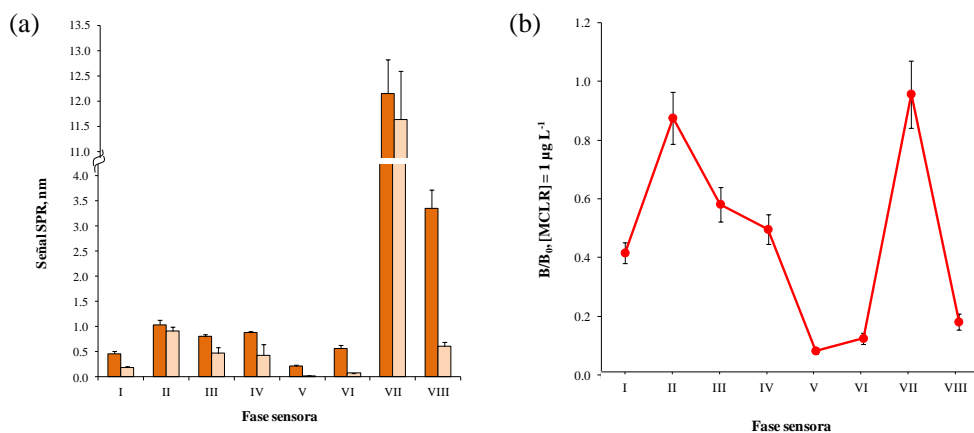 (a)
13.5
13.0
12.5
12.0
11.5
11.0
4.0
3.5
3.0
2.5
2.0
1.5
1.0
0.5
0.0
Señal SPR, nm
I II III IV V VI VII VIII
Fase sensora
(b)
1.2
1.0
0.8
0.6
0.4
0.2
0.0
B/B₀, [MCLR] = 1 µg L⁻¹
I II III IV V VI VII VIII
Fase sensora